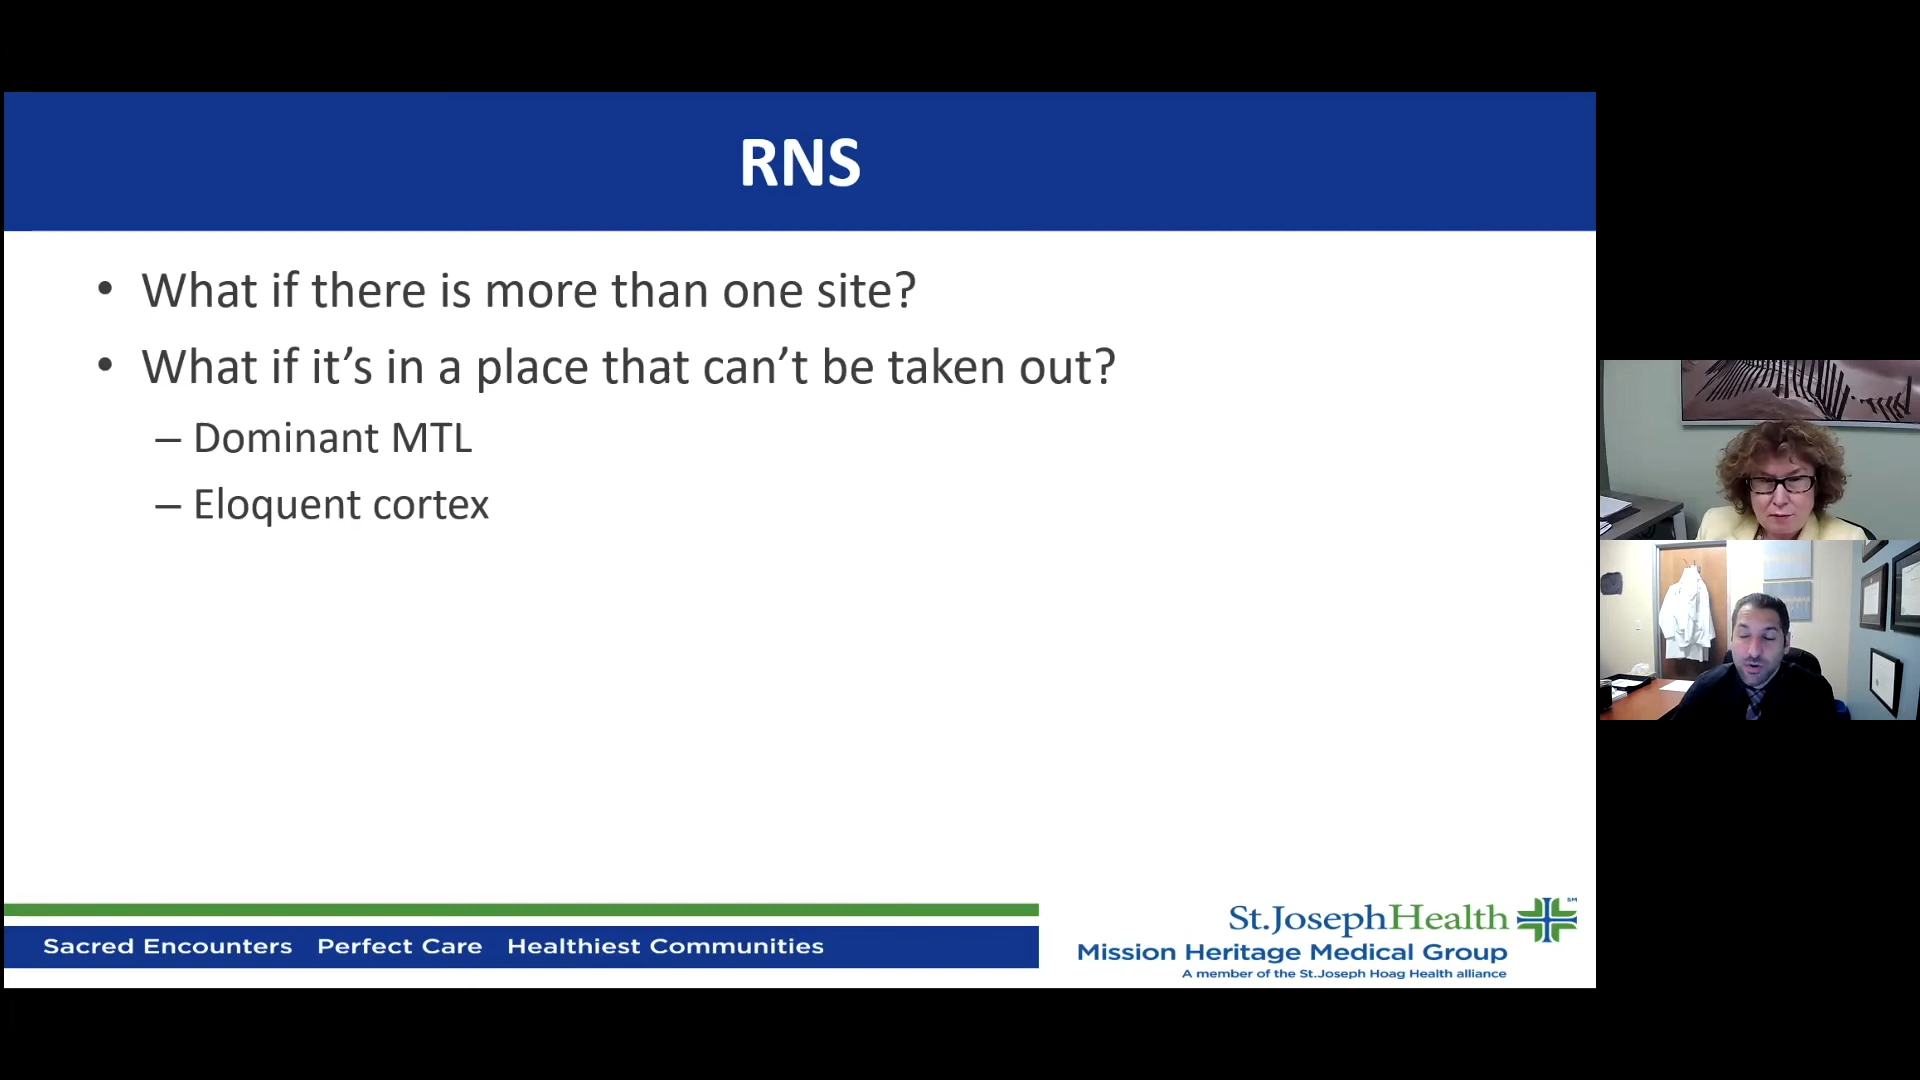 RNS
• What if there is more than one site?
• What if it’s in a place that can’t be taken out?
– Dominant MTL
– Eloquent cortex
Sacred Encounters Perfect Care Healthiest Communities
St.JosephHealth SM
Mission Heritage Medical Group
A member of the St.Joseph Hoag Health alliance